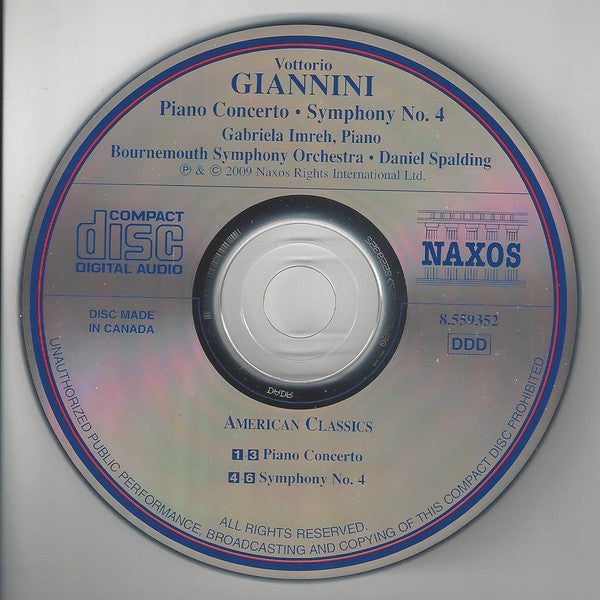 Vottorio
GIANNINI
Piano Concerto • Symphony No. 4
Gabriela Imreh, Piano
Bournemouth Symphony Orchestra • Daniel Spalding
Ⓟ & © 2009 Naxos Rights International Ltd.
COMPACT
disc
DIGITAL AUDIO
NAXOS
DISC MADE
IN CANADA
8.559352
DDD
AMERICAN CLASSICS
1 3 Piano Concerto
4 6 Symphony No. 4
ALL RIGHTS RESERVED.
UNAUTHORIZED PUBLIC PERFORMANCE, BROADCASTING AND COPYING OF THIS COMPACT DISC PROHIBITED.